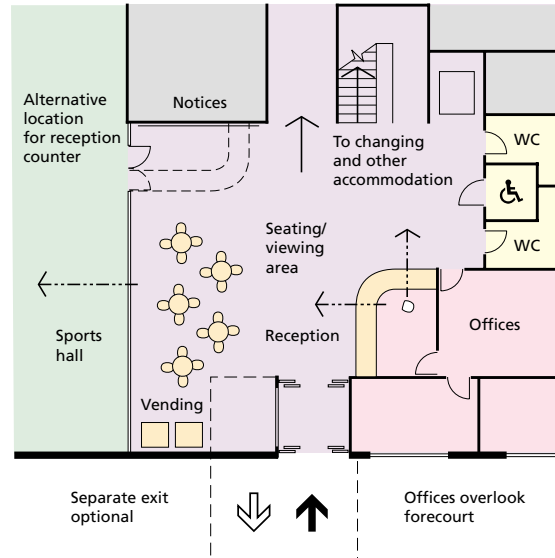 Alternative
location
for reception
counter
Notices
To changing
and other
accommodation
WC
WC
Seating/
viewing
area
Sports
hall
Reception
Offices
Vending
Separate exit
optional
Offices overlook
forecourt